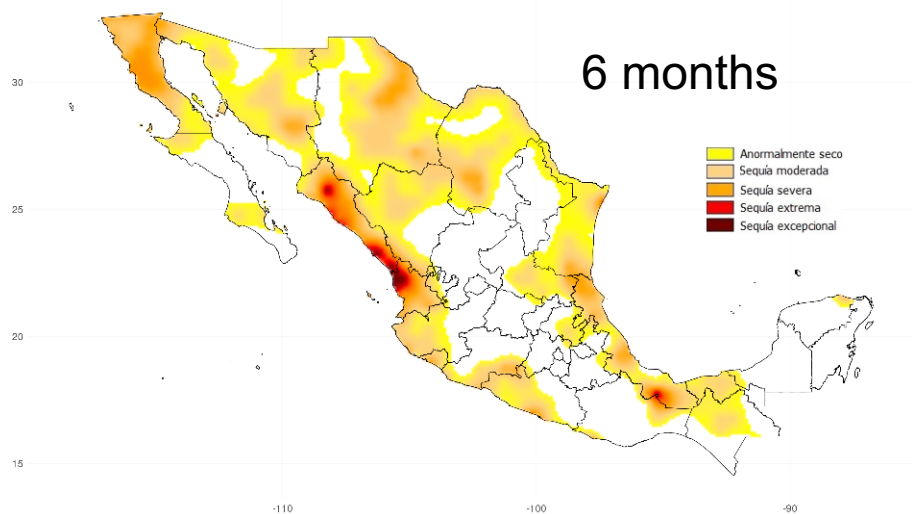 6 months
30
Anormalmente seco
Sequía moderada
Sequía severa
Sequía extrema
Sequía excepcional
25
20
15
-110
-100
-90